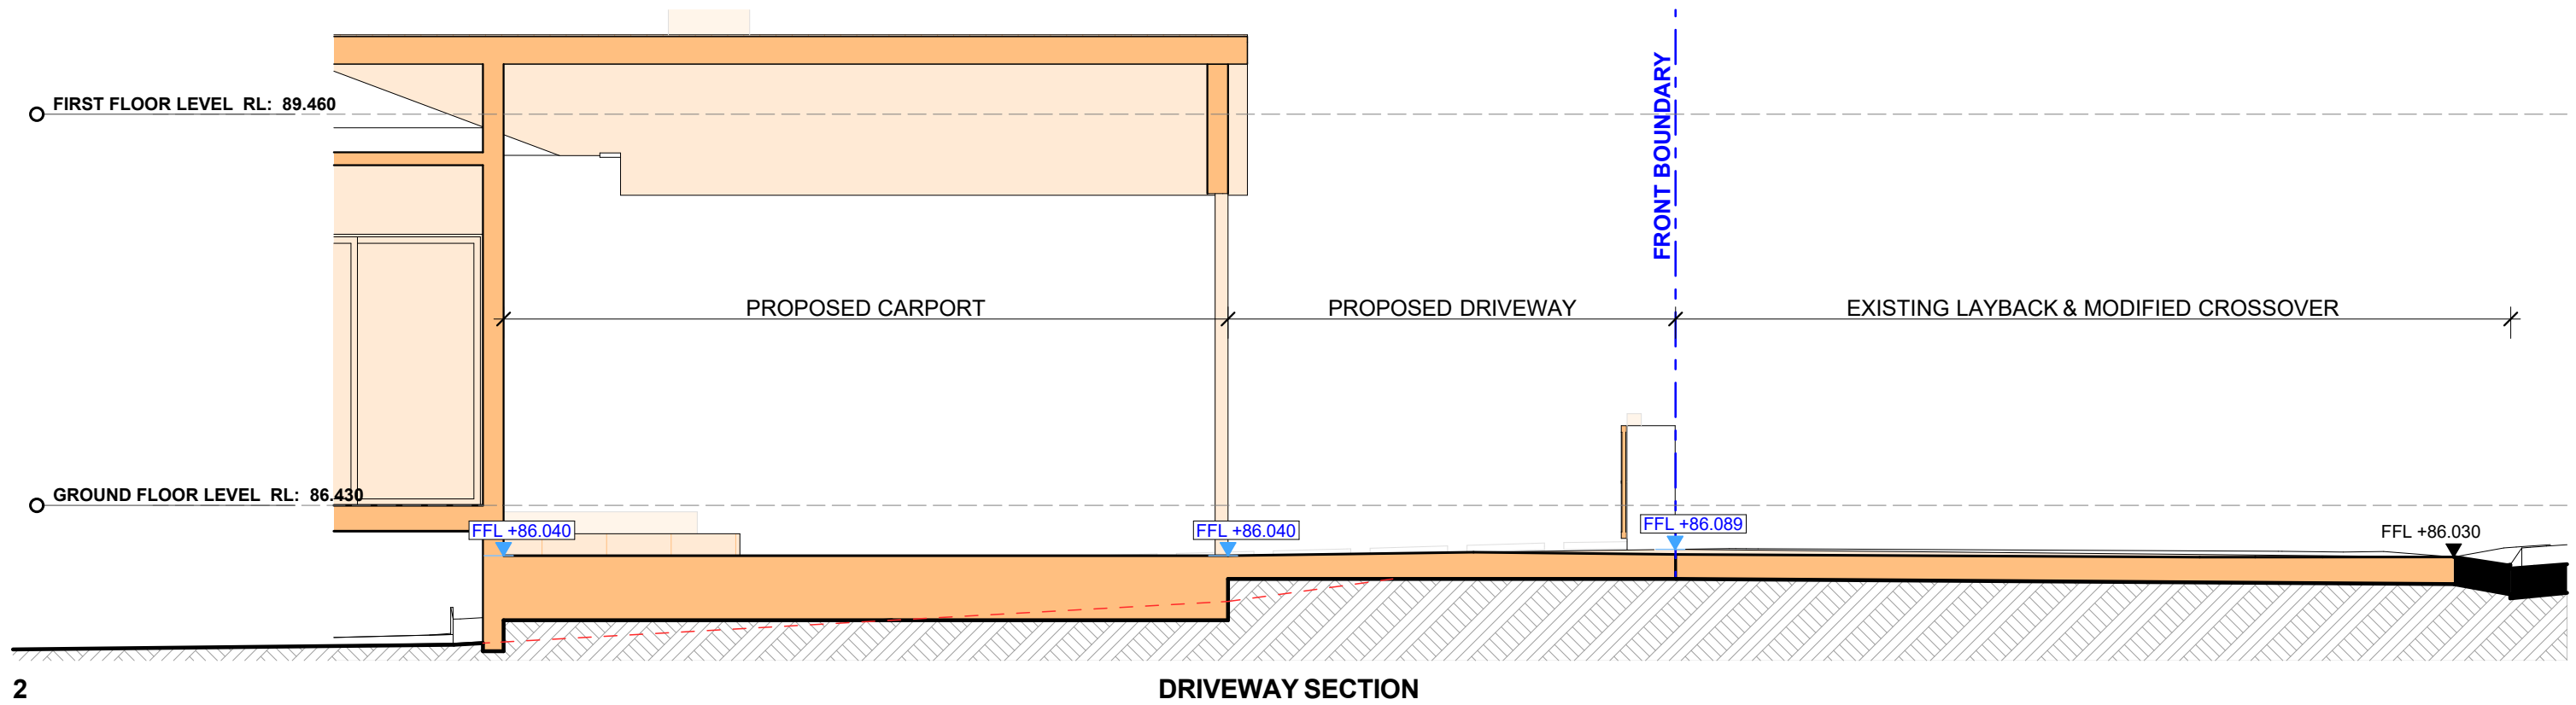 FIRST FLOOR LEVEL RL: 89.460
FRONT BOUNDARY
PROPOSED CARPORT
PROPOSED DRIVEWAY
EXISTING LAYBACK & MODIFIED CROSSOVER
GROUND FLOOR LEVEL RL: 86.430
FFL +86.040
FFL +86.040
FFL +86.089
FFL +86.030
2
DRIVEWAY SECTION